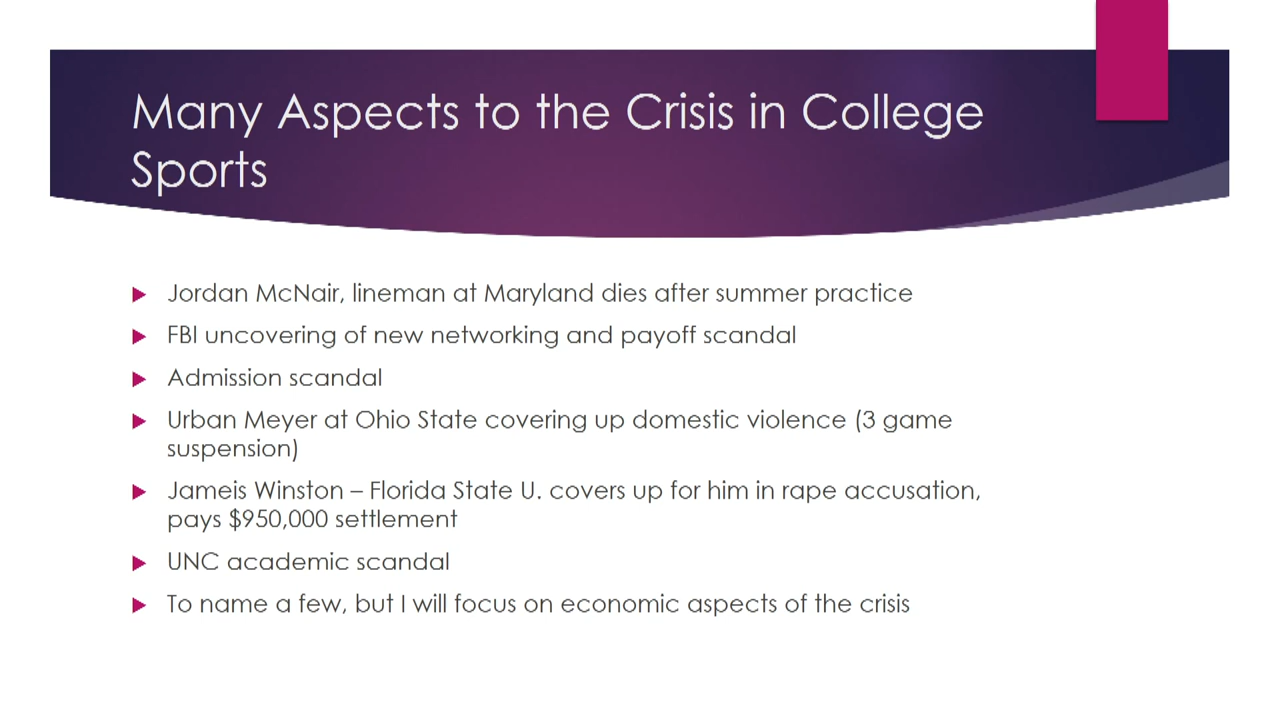 Many Aspects to the Crisis in College
Sports
Jordan McNair, lineman at Maryland dies after summer practice
FBI uncovering of new networking and payoff scandal
Admission scandal
Urban Meyer at Ohio State covering up domestic violence (3 game
suspension)
Jameis Winston – Florida State U. covers up for him in rape accusation,
pays $950,000 settlement
UNC academic scandal
To name a few, but I will focus on economic aspects of the crisis